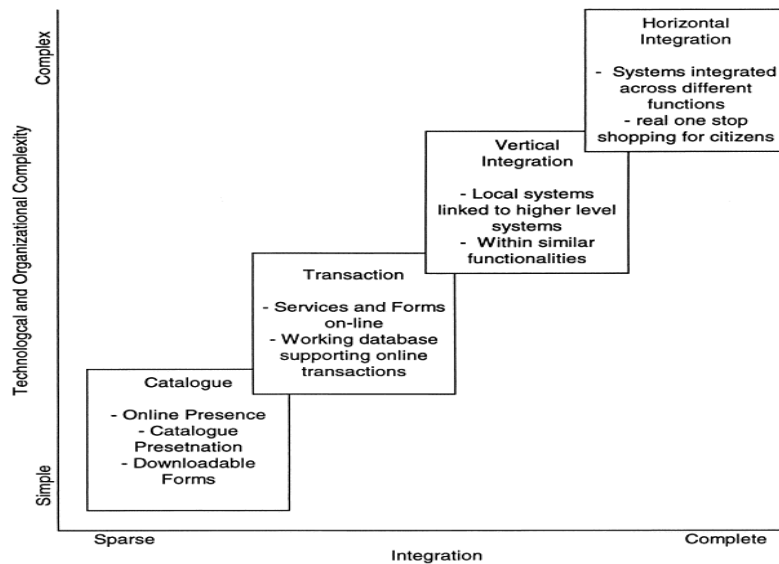 Complex
Technologcal and Organizational Complexity
Simple
Horizontal
Integration
- Systems integrated
across different
functions
- real one stop
shopping for citizens
Vertical
Integration
- Local systems
linked to higher level
systems
- Within similar
functionalities
Transaction
- Services and Forms
on-line
- Working database
supporting online
transactions
Catalogue
- Online Presence
- Catalogue
Presetnation
- Downloadable
Forms
Sparse
Complete
Integration